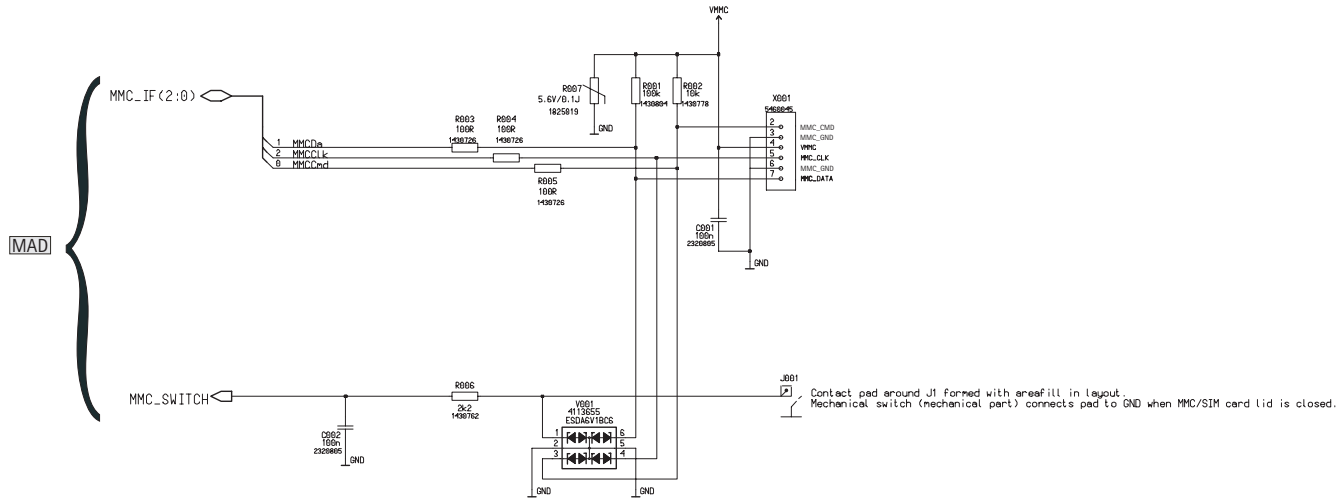 VMMC
MMC_IF(2:0)
R007
5.6V/0.1J
1825019
GND
R001
100k
1430804
R002
10k
1430778
X001
5460045
2 MMC_CMD
3 MMC_GND
4 VMMC
5 MMC_CLK
6 MMC_GND
7 MMC_DATA
R003
100R
1430726
R004
100R
1430726
1 MMCDa
2 MMCClk
0 MMCCmd
R005
100R
1430726
C001
100n
2320805
GND
MAD
MMC_SWITCH
R006
2k2
1430762
C002
100n
2320805
GND
J001
Contact pad around J1 formed with areafill in layout.
Mechanical switch (mechanical part) connects pad to GND when MMC/SIM card lid is closed.
V001
4113655
ESDA6V1BC6
1 6
2 5
3 4
GND
GND